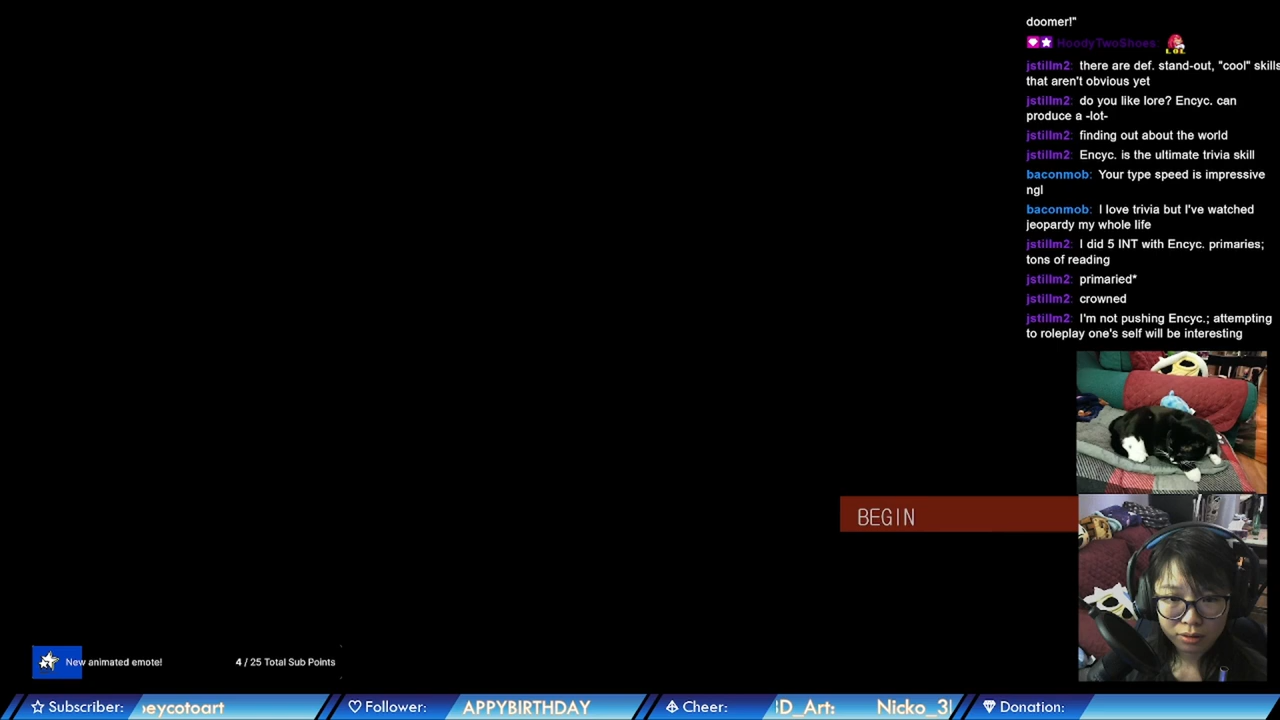 doomer!"
HoodyTwoShoes: LOL
jstillm2: there are def. stand-out, "cool" skills
that aren't obvious yet
jstillm2: do you like lore? Encyc. can
produce a -lot-
jstillm2: finding out about the world
jstillm2: Encyc. is the ultimate trivia skill
baconmob: Your type speed is impressive
ngl
baconmob: I love trivia but I've watched
jeopardy my whole life
jstillm2: I did 5 INT with Encyc. primaries;
tons of reading
jstillm2: primaried*
jstillm2: crowned
jstillm2: I'm not pushing Encyc.; attempting
to roleplay one's self will be interesting
BEGIN
New animated emote! 4 / 25 Total Sub Points
Subscriber: eycotoart Follower: APPYBIRTHDAY Cheer: 3D_Art: Nicko_3 Donation: